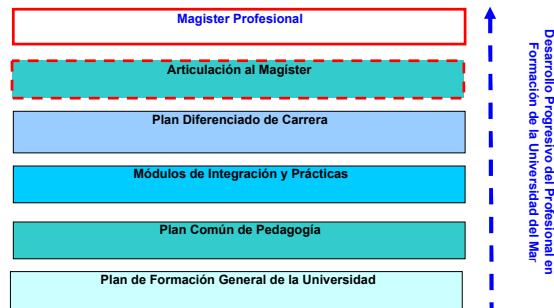 Magister Profesional
Articulación al Magíster
Plan Diferenciado de Carrera
Módulos de Integración y Prácticas
Plan Común de Pedagogía
Plan de Formación General de la Universidad
Desarrollo Progresivo del Profesional en
Formación de la Universidad del Mar